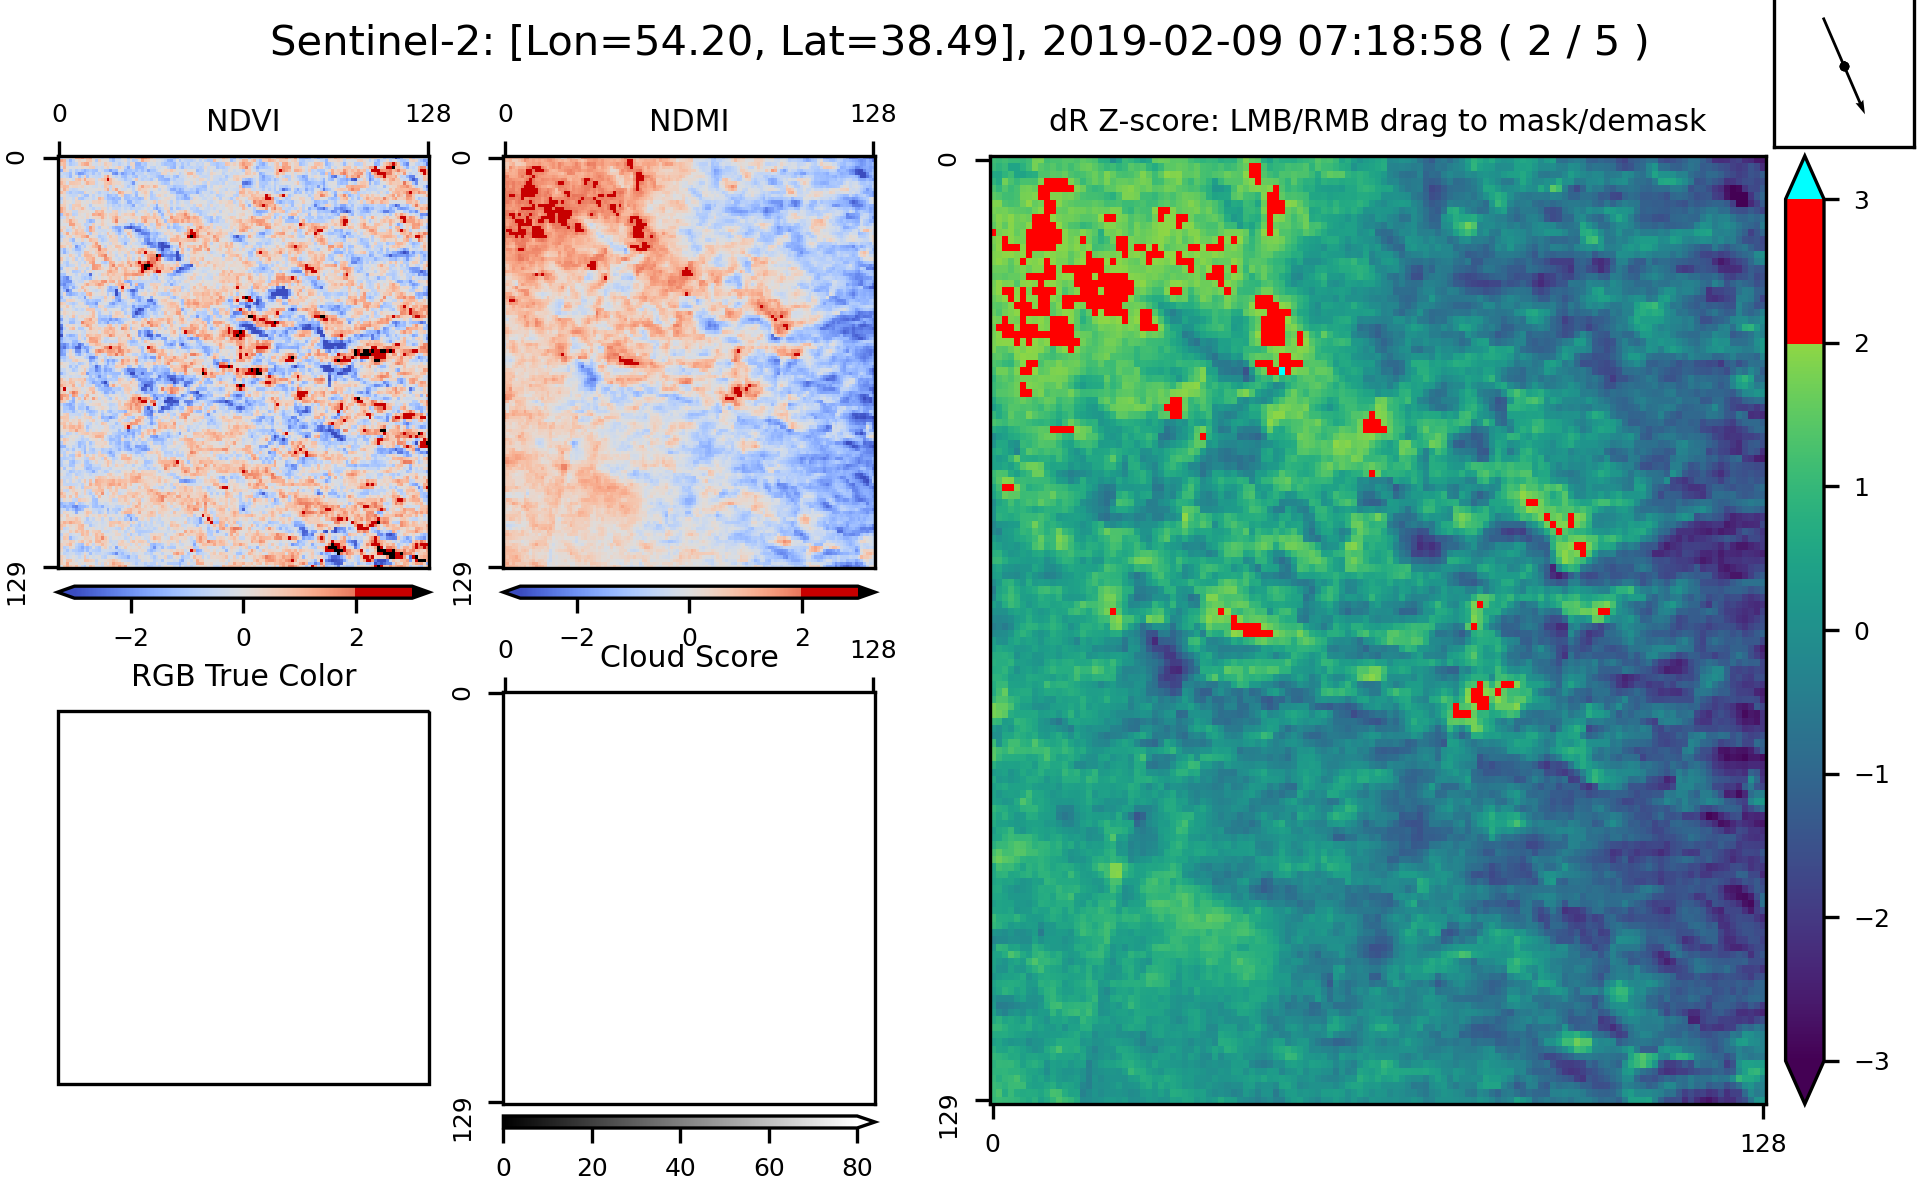 Sentinel-2: [Lon=54.20, Lat=38.49], 2019-02-09 07:18:58 ( 2 / 5 )
0 NDVI 128
0
129
−2 0 2
0 NDMI 128
0
129
−2 0 2
dR Z-score: LMB/RMB drag to mask/demask
0
129
0 128
3
2
1
0
−1
−2
−3
RGB True Color
0 Cloud Score 128
0
129
0 20 40 60 80